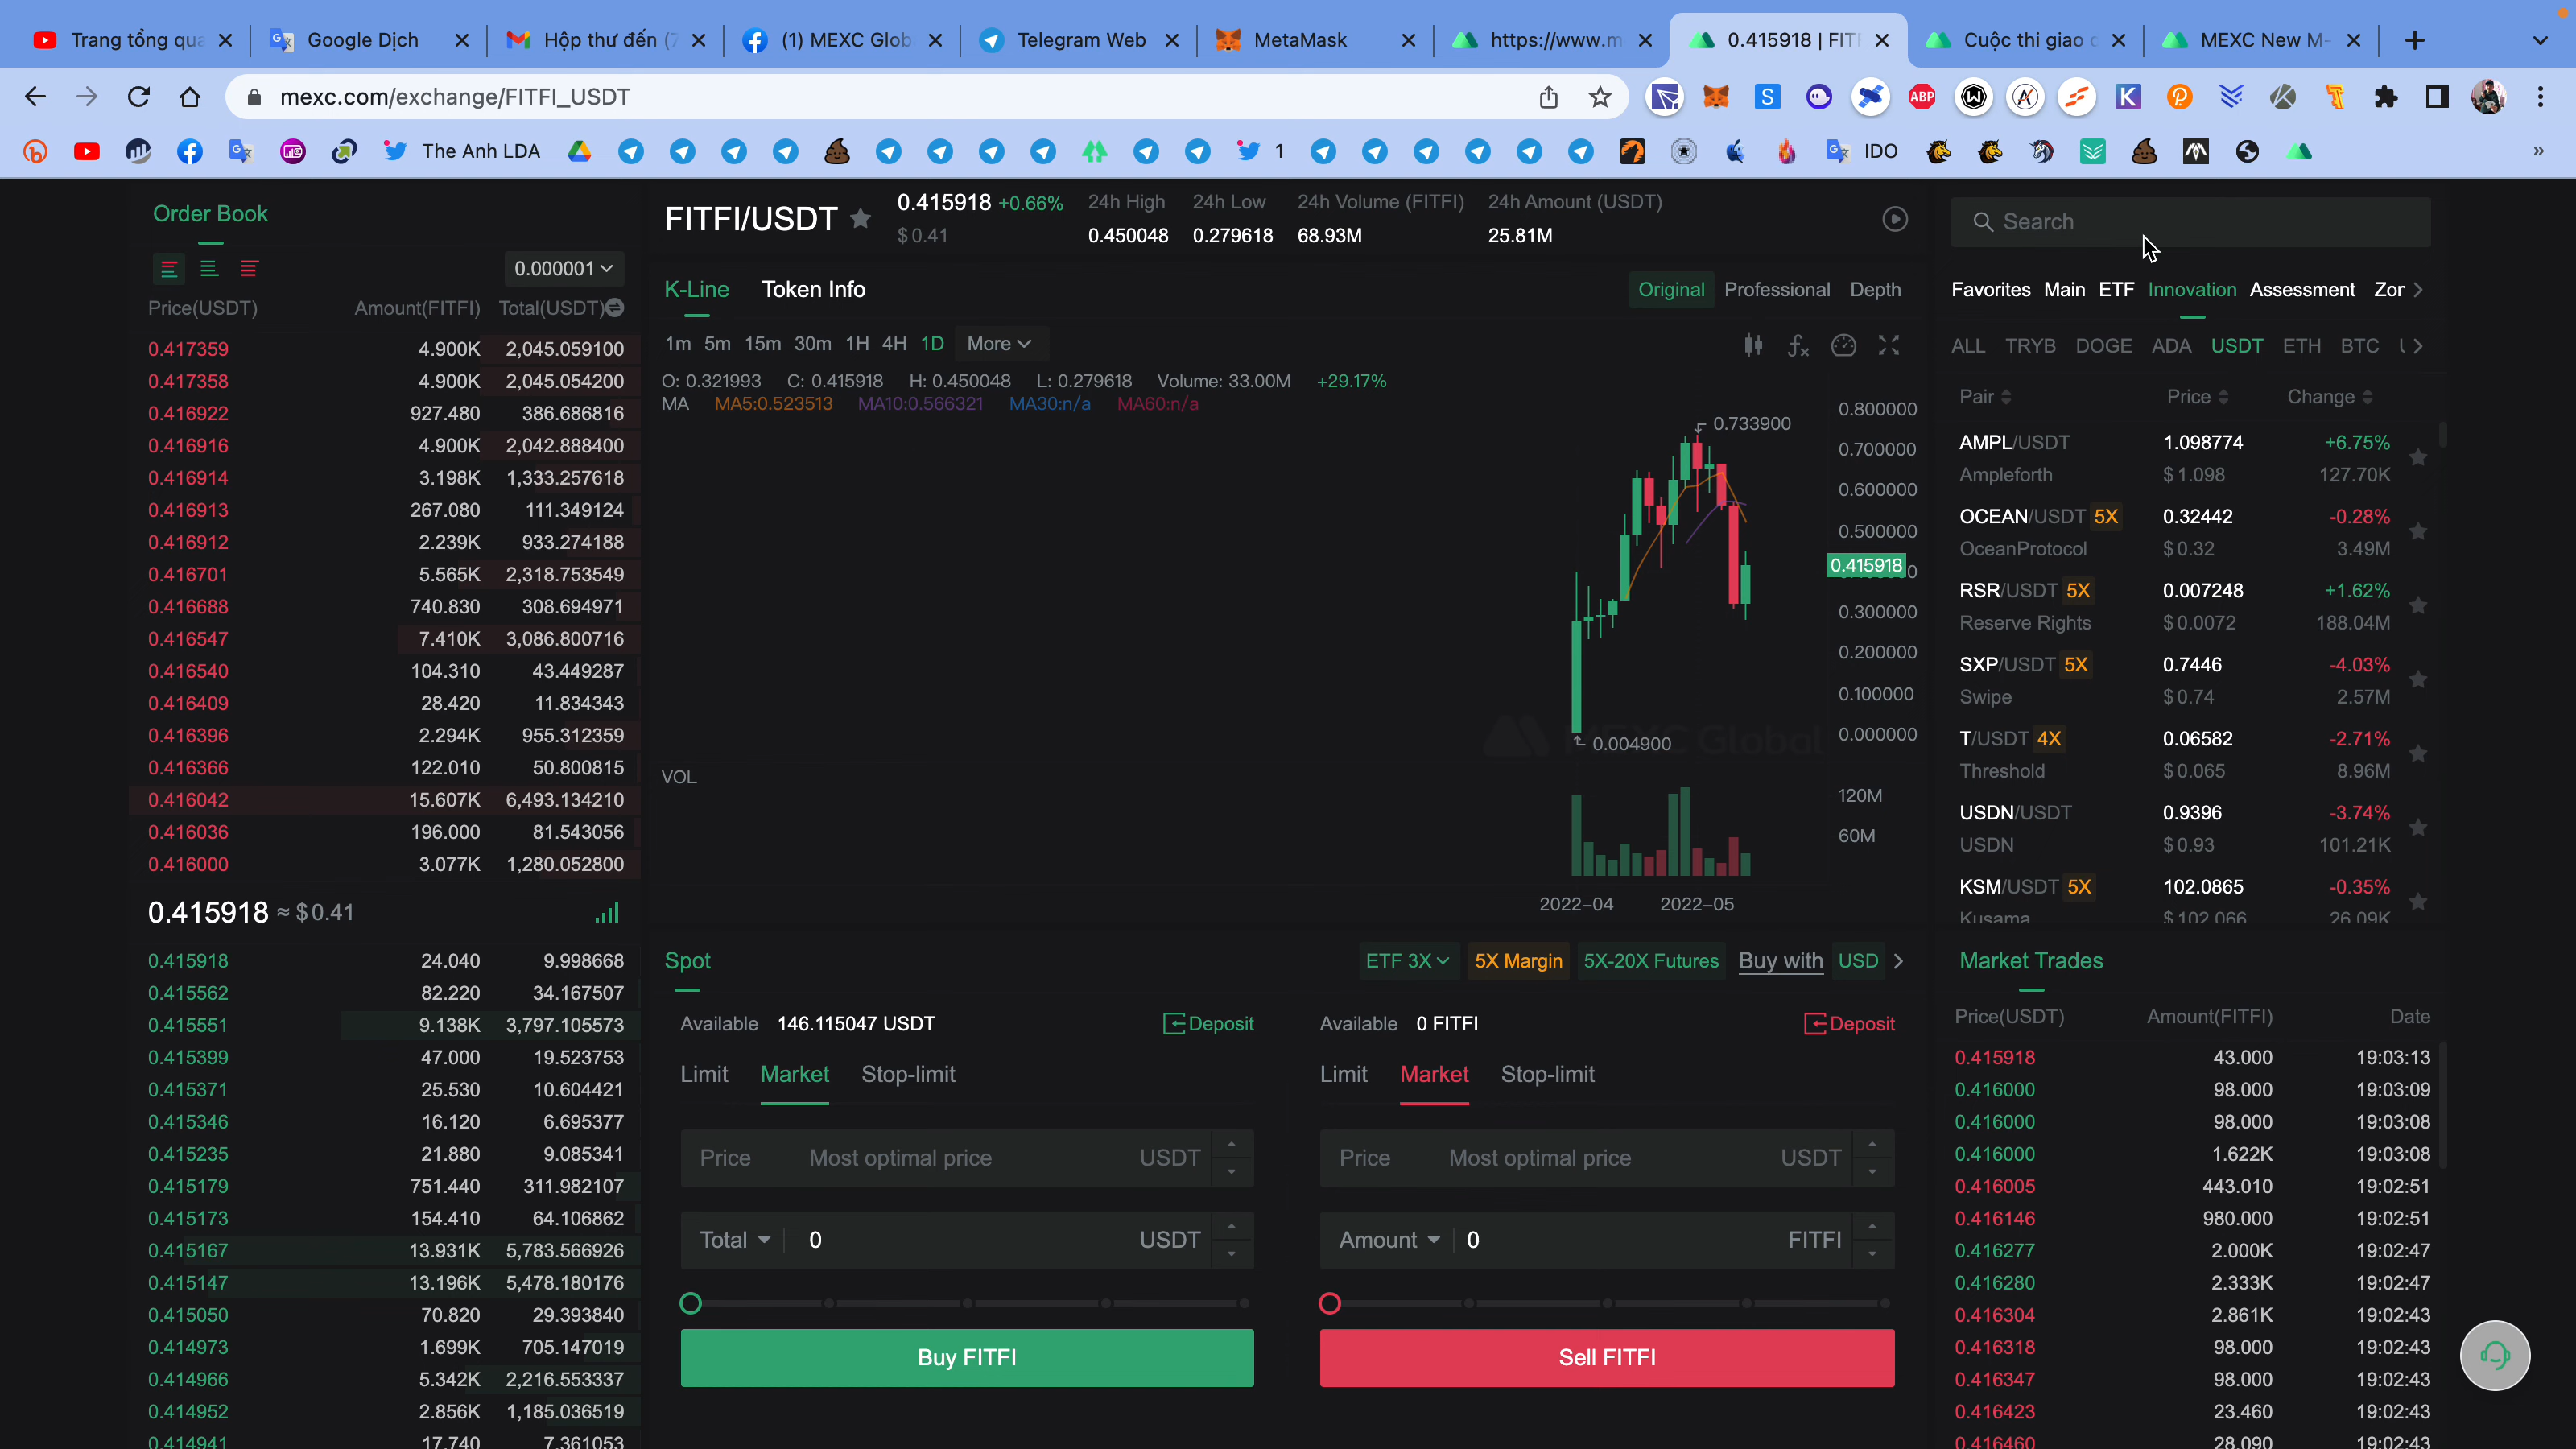 Trang tổng qua
Google Dịch
Hộp thư đến (7
(1) MEXC Glob
Telegram Web
MetaMask
https://www.m
0.415918 | FIT
Cuộc thi giao
MEXC New M-
mexc.com/exchange/FITFI_USDT
ABP
The Anh LDA
1
IDO
Order Book
0.000001
Price(USDT) Amount(FITFI) Total(USDT)
0.417359 4.900K 2,045.059100
0.417358 4.900K 2,045.054200
0.416922 927.480 386.686816
0.416916 4.900K 2,042.888400
0.416914 3.198K 1,333.257618
0.416913 267.080 111.349124
0.416912 2.239K 933.274188
0.416701 5.565K 2,318.753549
0.416688 740.830 308.694971
0.416547 7.410K 3,086.800716
0.416540 104.310 43.449287
0.416409 28.420 11.834343
0.416396 2.294K 955.312359
0.416366 122.010 50.800815
0.416042 15.607K 6,493.134210
0.416036 196.000 81.543056
0.416000 3.077K 1,280.052800
0.415918 ≈ $0.41
0.415918 24.040 9.998668
0.415562 82.220 34.167507
0.415551 9.138K 3,797.105573
0.415399 47.000 19.523753
0.415371 25.530 10.604421
0.415346 16.120 6.695377
0.415235 21.880 9.085341
0.415179 751.440 311.982107
0.415173 154.410 64.106862
0.415167 13.931K 5,783.566926
0.415147 13.196K 5,478.180176
0.415050 70.820 29.393840
0.414973 1.699K 705.147019
0.414966 5.342K 2,216.553337
0.414952 2.856K 1,185.036519
0.414941 17.740 7.361053
FITFI/USDT
0.415918 +0.66%
$0.41
24h High
0.450048
24h Low
0.279618
24h Volume (FITFI)
68.93M
24h Amount (USDT)
25.81M
K-Line Token Info
Original Professional Depth
1m 5m 15m 30m 1H 4H 1D More
O: 0.321993 C: 0.415918 H: 0.450048 L: 0.279618 Volume: 33.00M +29.17%
MA MA5:0.523513 MA10:0.566321 MA30:n/a MA60:n/a
0.733900
0.800000
0.700000
0.600000
0.500000
0.415918
0.300000
0.200000
0.100000
0.000000
0.004900
MEXC Global
VOL
120M
60M
2022-04 2022-05
Spot
ETF 3X 5X Margin 5X-20X Futures Buy with USD
Available 146.115047 USDT Deposit
Limit Market Stop-limit
Price Most optimal price USDT
Total 0 USDT
Buy FITFI
Available 0 FITFI Deposit
Limit Market Stop-limit
Price Most optimal price USDT
Amount 0 FITFI
Sell FITFI
Search
Favorites Main ETF Innovation Assessment Zon
ALL TRYB DOGE ADA USDT ETH BTC
Pair Price Change
AMPL/USDT 1.098774 +6.75%
Ampleforth $1.098 127.70K
OCEAN/USDT 5X 0.32442 -0.28%
OceanProtocol $0.32 3.49M
RSR/USDT 5X 0.007248 +1.62%
Reserve Rights $0.0072 188.04M
SXP/USDT 5X 0.7446 -4.03%
Swipe $0.74 2.57M
T/USDT 4X 0.06582 -2.71%
Threshold $0.065 8.96M
USDN/USDT 0.9396 -3.74%
USDN $0.93 101.21K
KSM/USDT 5X 102.0865 -0.35%
Kusama $102.066 26.09K
Market Trades
Price(USDT) Amount(FITFI) Date
0.415918 43.000 19:03:13
0.416000 98.000 19:03:09
0.416000 98.000 19:03:08
0.416000 1.622K 19:03:08
0.416005 443.010 19:02:51
0.416146 980.000 19:02:51
0.416277 2.000K 19:02:47
0.416280 2.333K 19:02:47
0.416304 2.861K 19:02:43
0.416318 98.000 19:02:43
0.416347 98.000 19:02:43
0.416423 23.460 19:02:43
0.416460 28.090 19:02:43